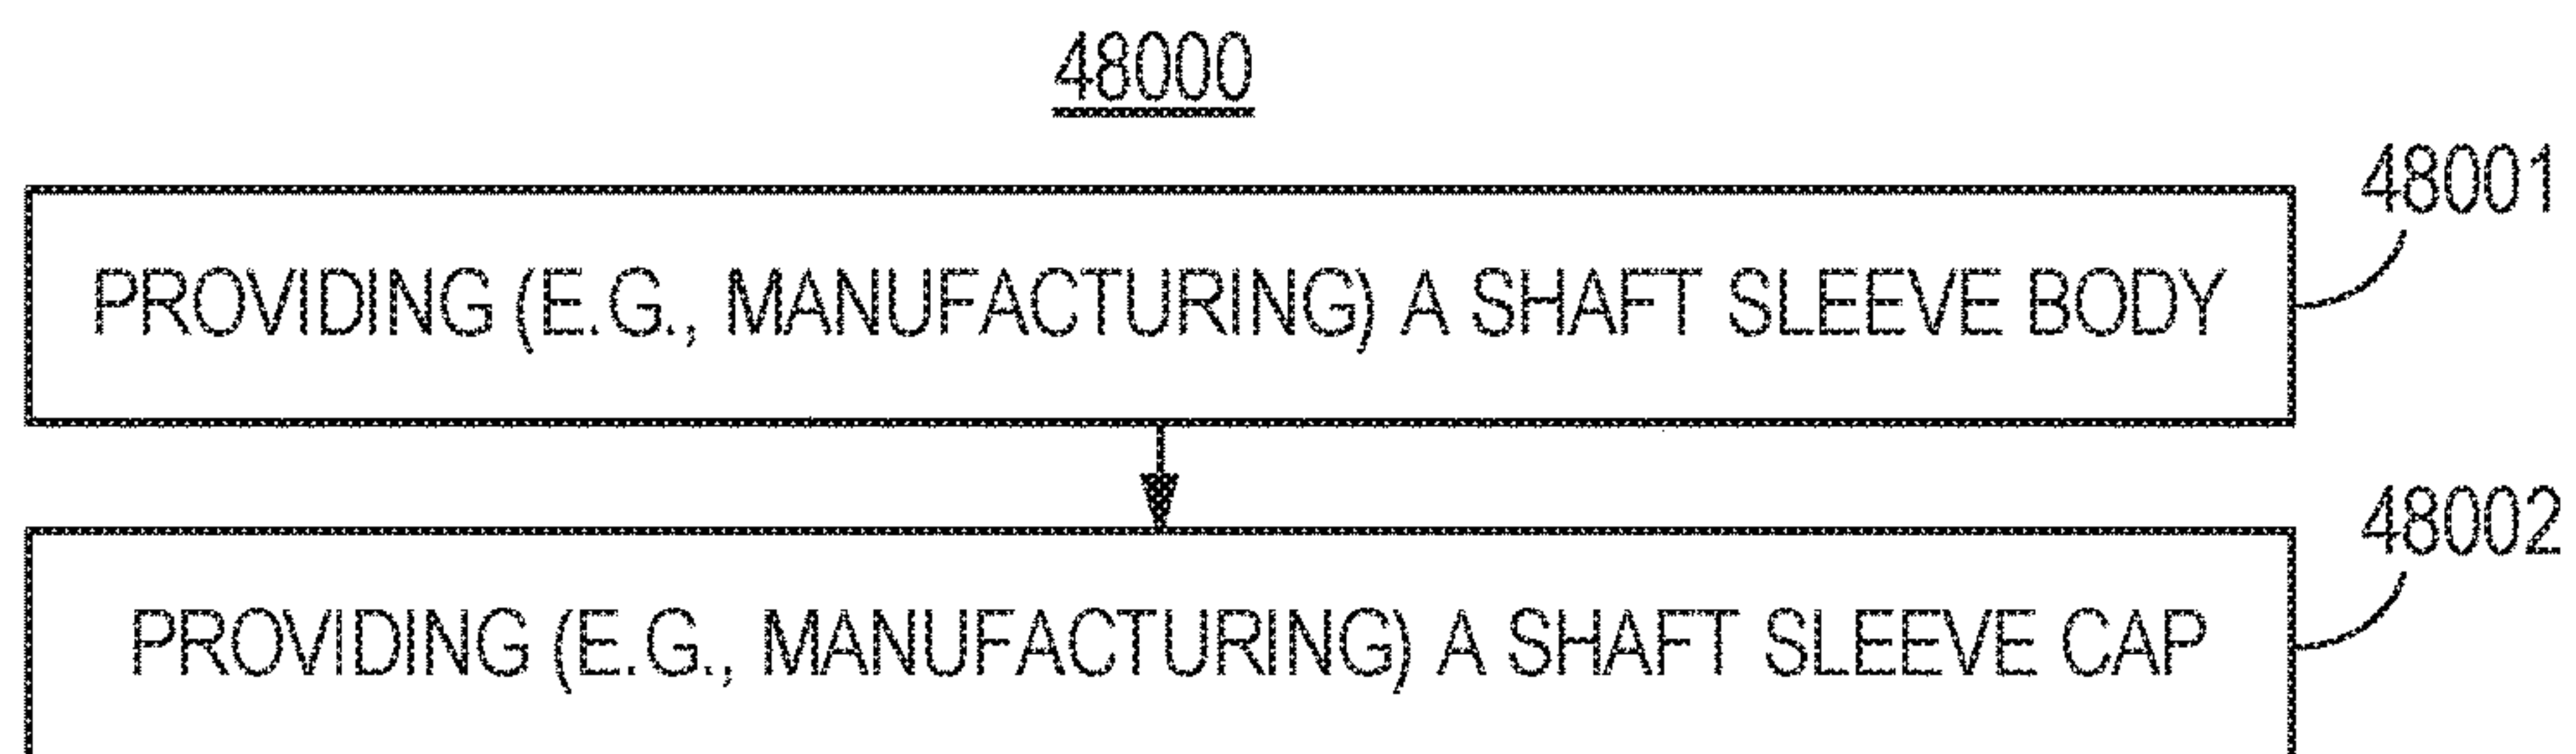 48000
48001
PROVIDING (E.G., MANUFACTURING) A SHAFT SLEEVE BODY
48002
PROVIDING (E.G., MANUFACTURING) A SHAFT SLEEVE CAP